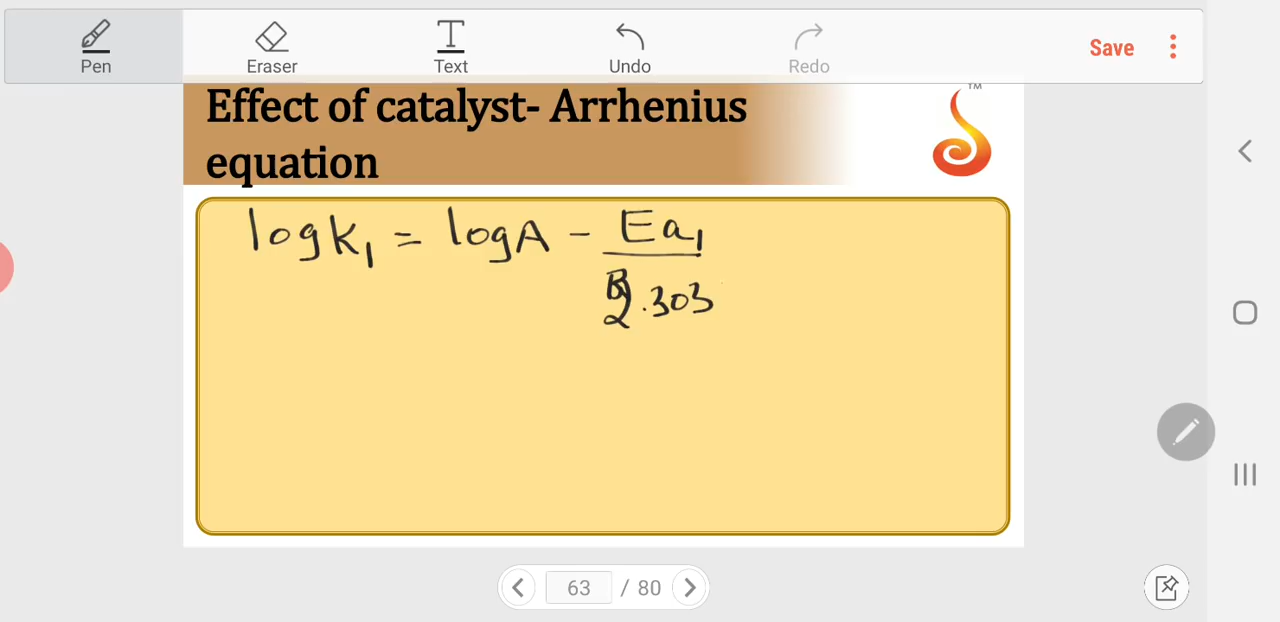 Pen Eraser Text Undo Redo Save
TM
Effect of catalyst- Arrhenius
equation
log k₁ = log A - Ea₁
2.303
63 / 80